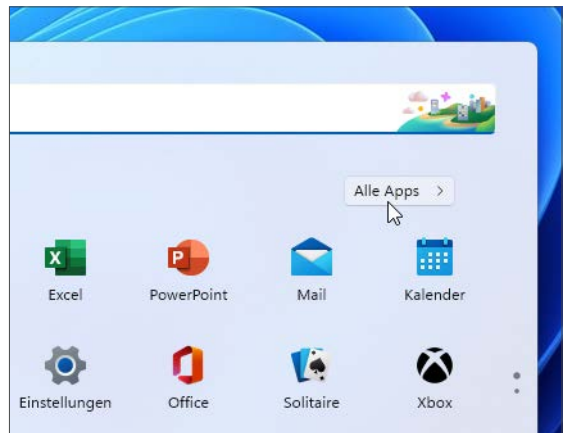 Alle Apps
Excel PowerPoint Mail Kalender
Einstellungen Office Solitaire Xbox